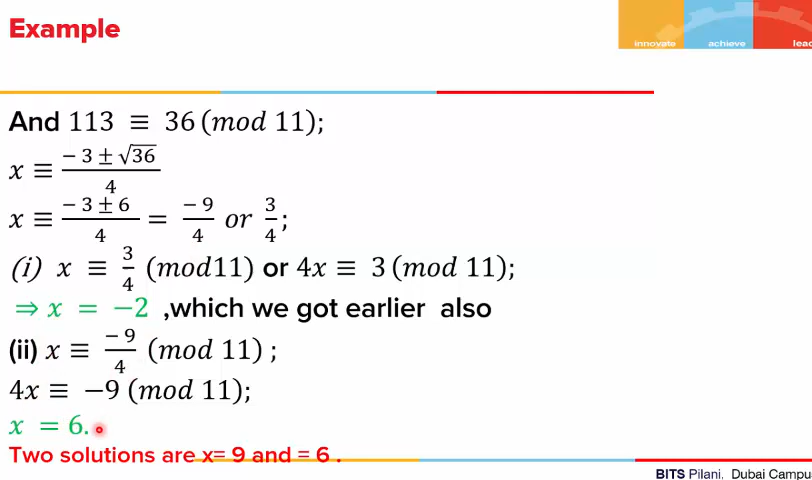 Example
innovate achieve lead
And 113 ≡ 36 (mod 11);
x ≡ (− 3 ± √36)/4
x ≡ (− 3 ± 6)/4 = (− 9)/4 or 3/4;
(i) x ≡ 3/4 (mod11) or 4x ≡ 3 (mod 11);
⇒ x = −2 ,which we got earlier also
(ii) x ≡ (− 9)/4 (mod 11) ;
4x ≡ −9 (mod 11);
x = 6.
Two solutions are x= 9 and = 6 .
BITS Pilani, Dubai Campu